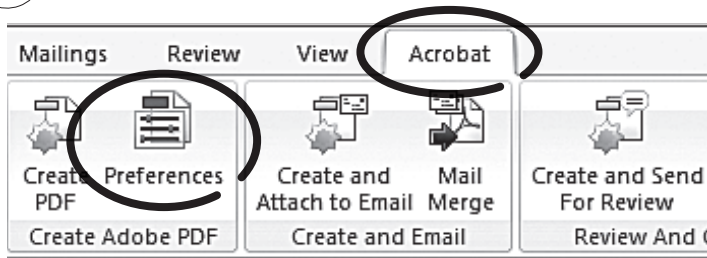 Mailings Review View Acrobat
Create PDF
Preferences
Create and
Attach to Email
Mail
Merge
Create and Send
For Review
Create Adobe PDF Create and Email Review And